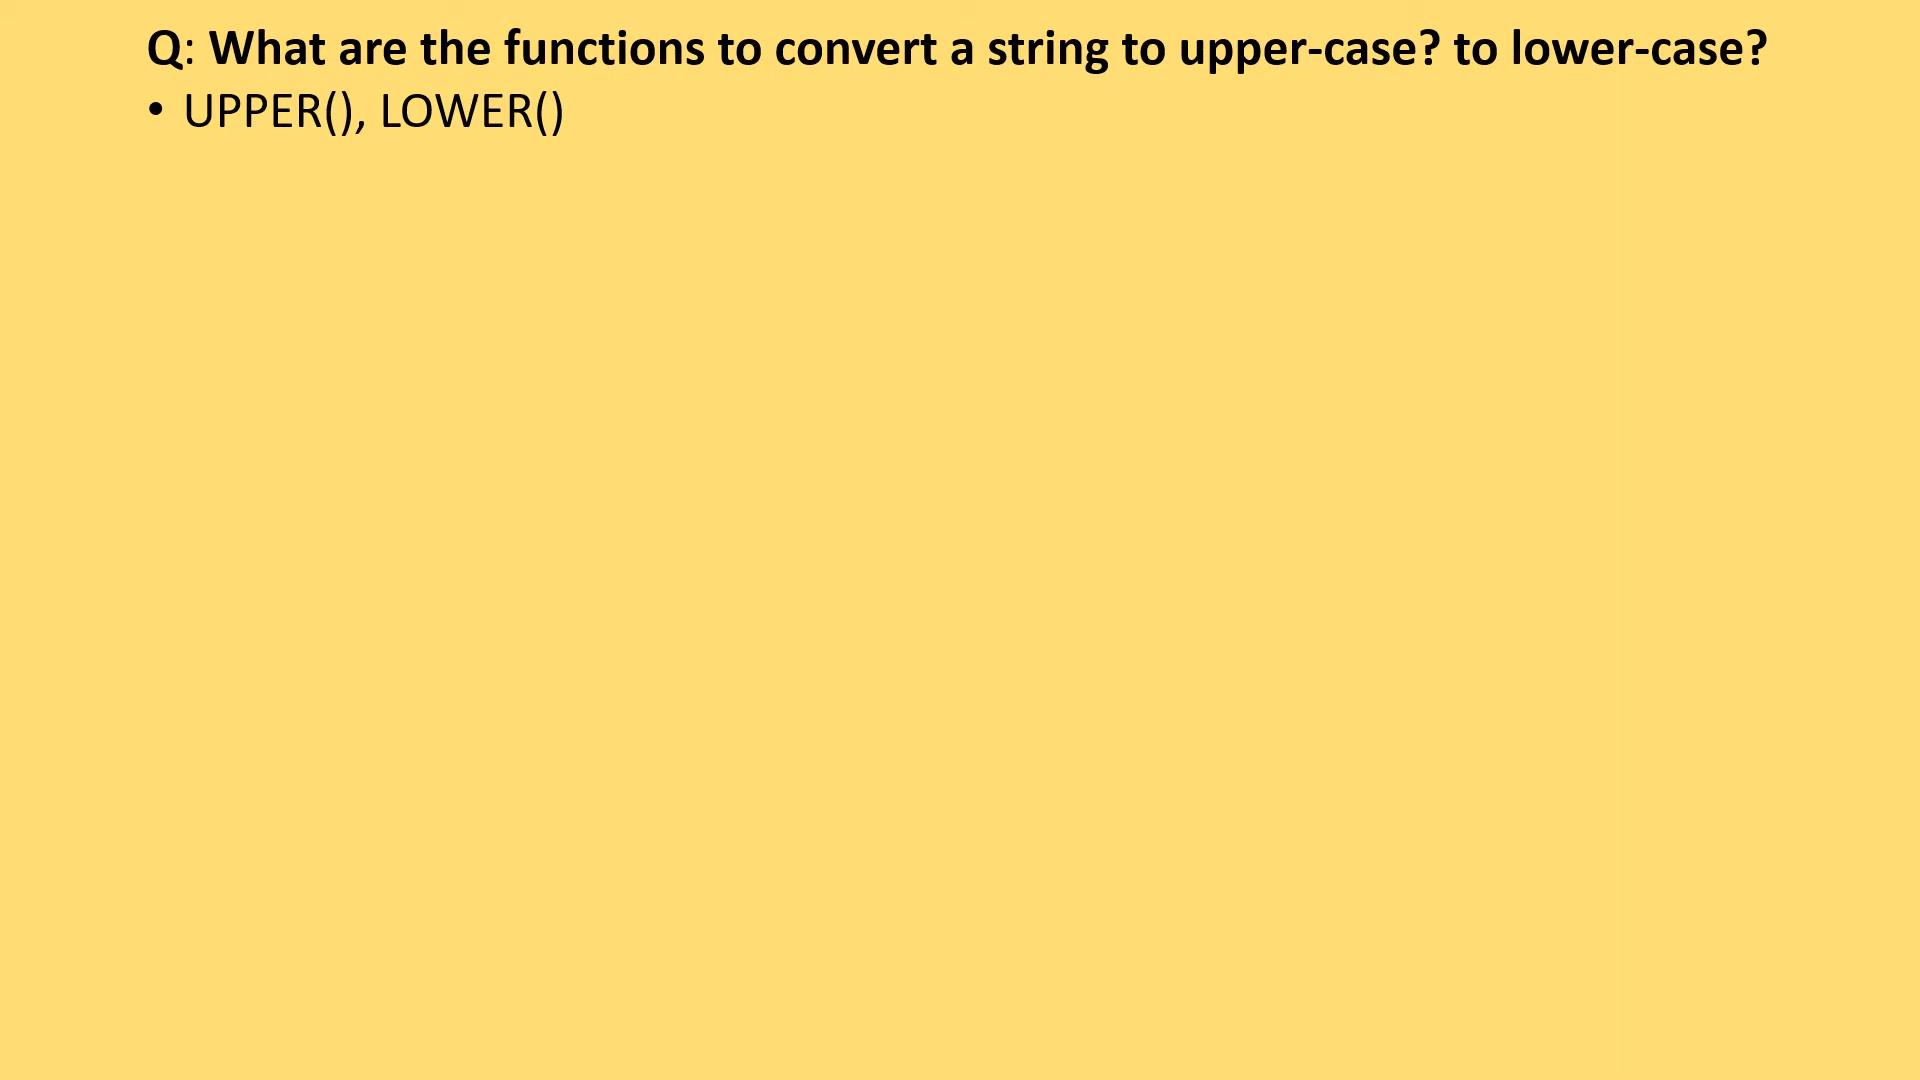 Q: What are the functions to convert a string to upper-case? to lower-case?
• UPPER(), LOWER()